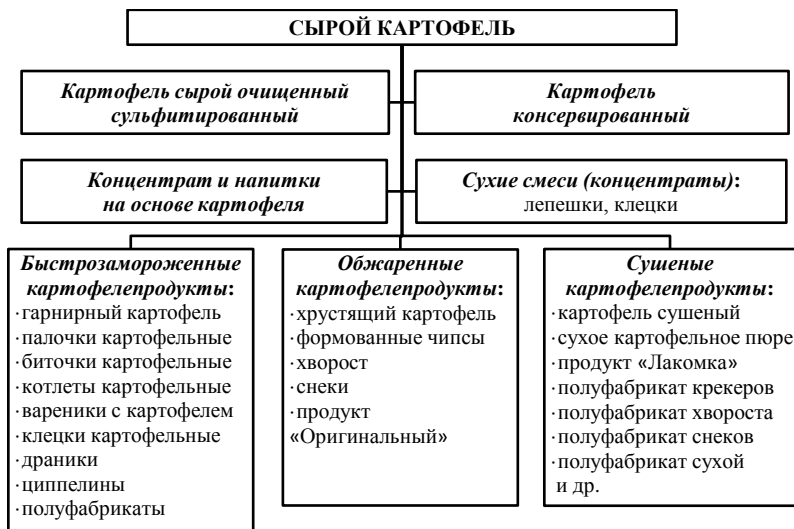 СЫРОЙ КАРТОФЕЛЬ
Картофель сырой очищенный
сульфитированный
Картофель
консервированный
Концентрат и напитки
на основе картофеля
Сухие смеси (концентраты):
лепешки, клецки
Быстрозамороженные
картофелепродукты:
·гарнирный картофель
·палочки картофельные
·биточки картофельные
·котлеты картофельные
·вареники с картофелем
·клецки картофельные
·драники
·циппелины
·полуфабрикаты
Обжаренные
картофелепродукты:
·хрустящий картофель
·формованные чипсы
·хворост
·снеки
·продукт
«Оригинальный»
Сушеные
картофелепродукты:
·картофель сушеный
·сухое картофельное пюре
·продукт «Лакомка»
·полуфабрикат крекеров
·полуфабрикат хвороста
·полуфабрикат снеков
·полуфабрикат сухой
и др.